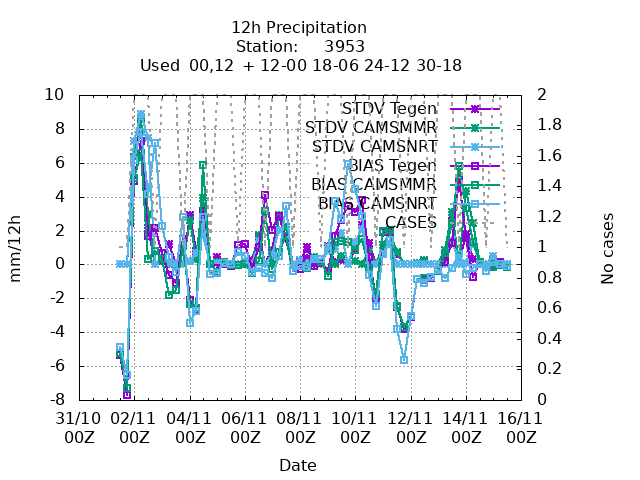 12h Precipitation
Station: 3953
Used 00,12 + 12-00 18-06 24-12 30-18
10
8
6
4
2
0
-2
-4
-6
-8
mm/12h
2
1.8
1.6
1.4
1.2
1
0.8
0.6
0.4
0.2
0
No cases
STDV Tegen
STDV CAMSMMR
STDV CAMSNRT
BIAS Tegen
BIAS CAMSMMR
BIAS CAMSNRT
CASES
31/10 02/11 04/11 06/11 08/11 10/11 12/11 14/11 16/11
00Z 00Z 00Z 00Z 00Z 00Z 00Z 00Z 00Z
Date